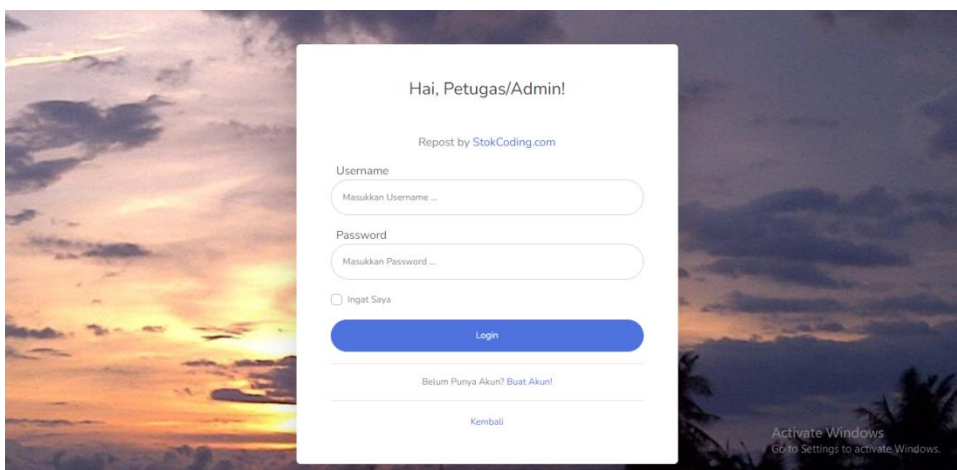 Hai, Petugas/Admin!
Repost by StokCoding.com
Username
Masukkan Username ...
Password
Masukkan Password ...
Ingat Saya
Login
Belum Punya Akun? Buat Akun!
Kembali
Activate Windows
Go to Settings to activate Windows.